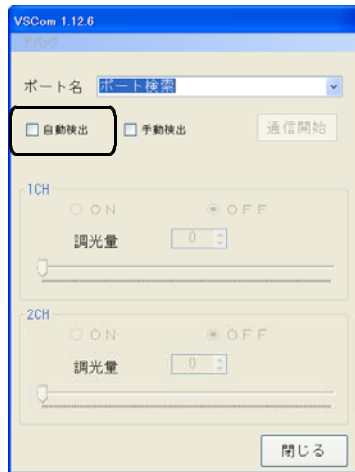 VSCom 1.12.6
デバッグ
ポート名 ポート検索
自動検出 手動検出 通信開始
1CH
ON OFF
調光量 0
2CH
ON OFF
調光量 0
閉じる